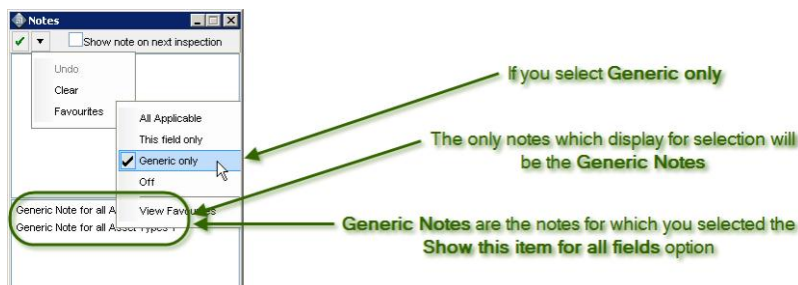 Notes
Show note on next inspection
Undo
Clear
Favourites
All Applicable
This field only
Generic only
Off
View Favourites
Generic Note for all A
Generic Note for all Asset Types 1
If you select Generic only
The only notes which display for selection will
be the Generic Notes
Generic Notes are the notes for which you selected the
Show this item for all fields option